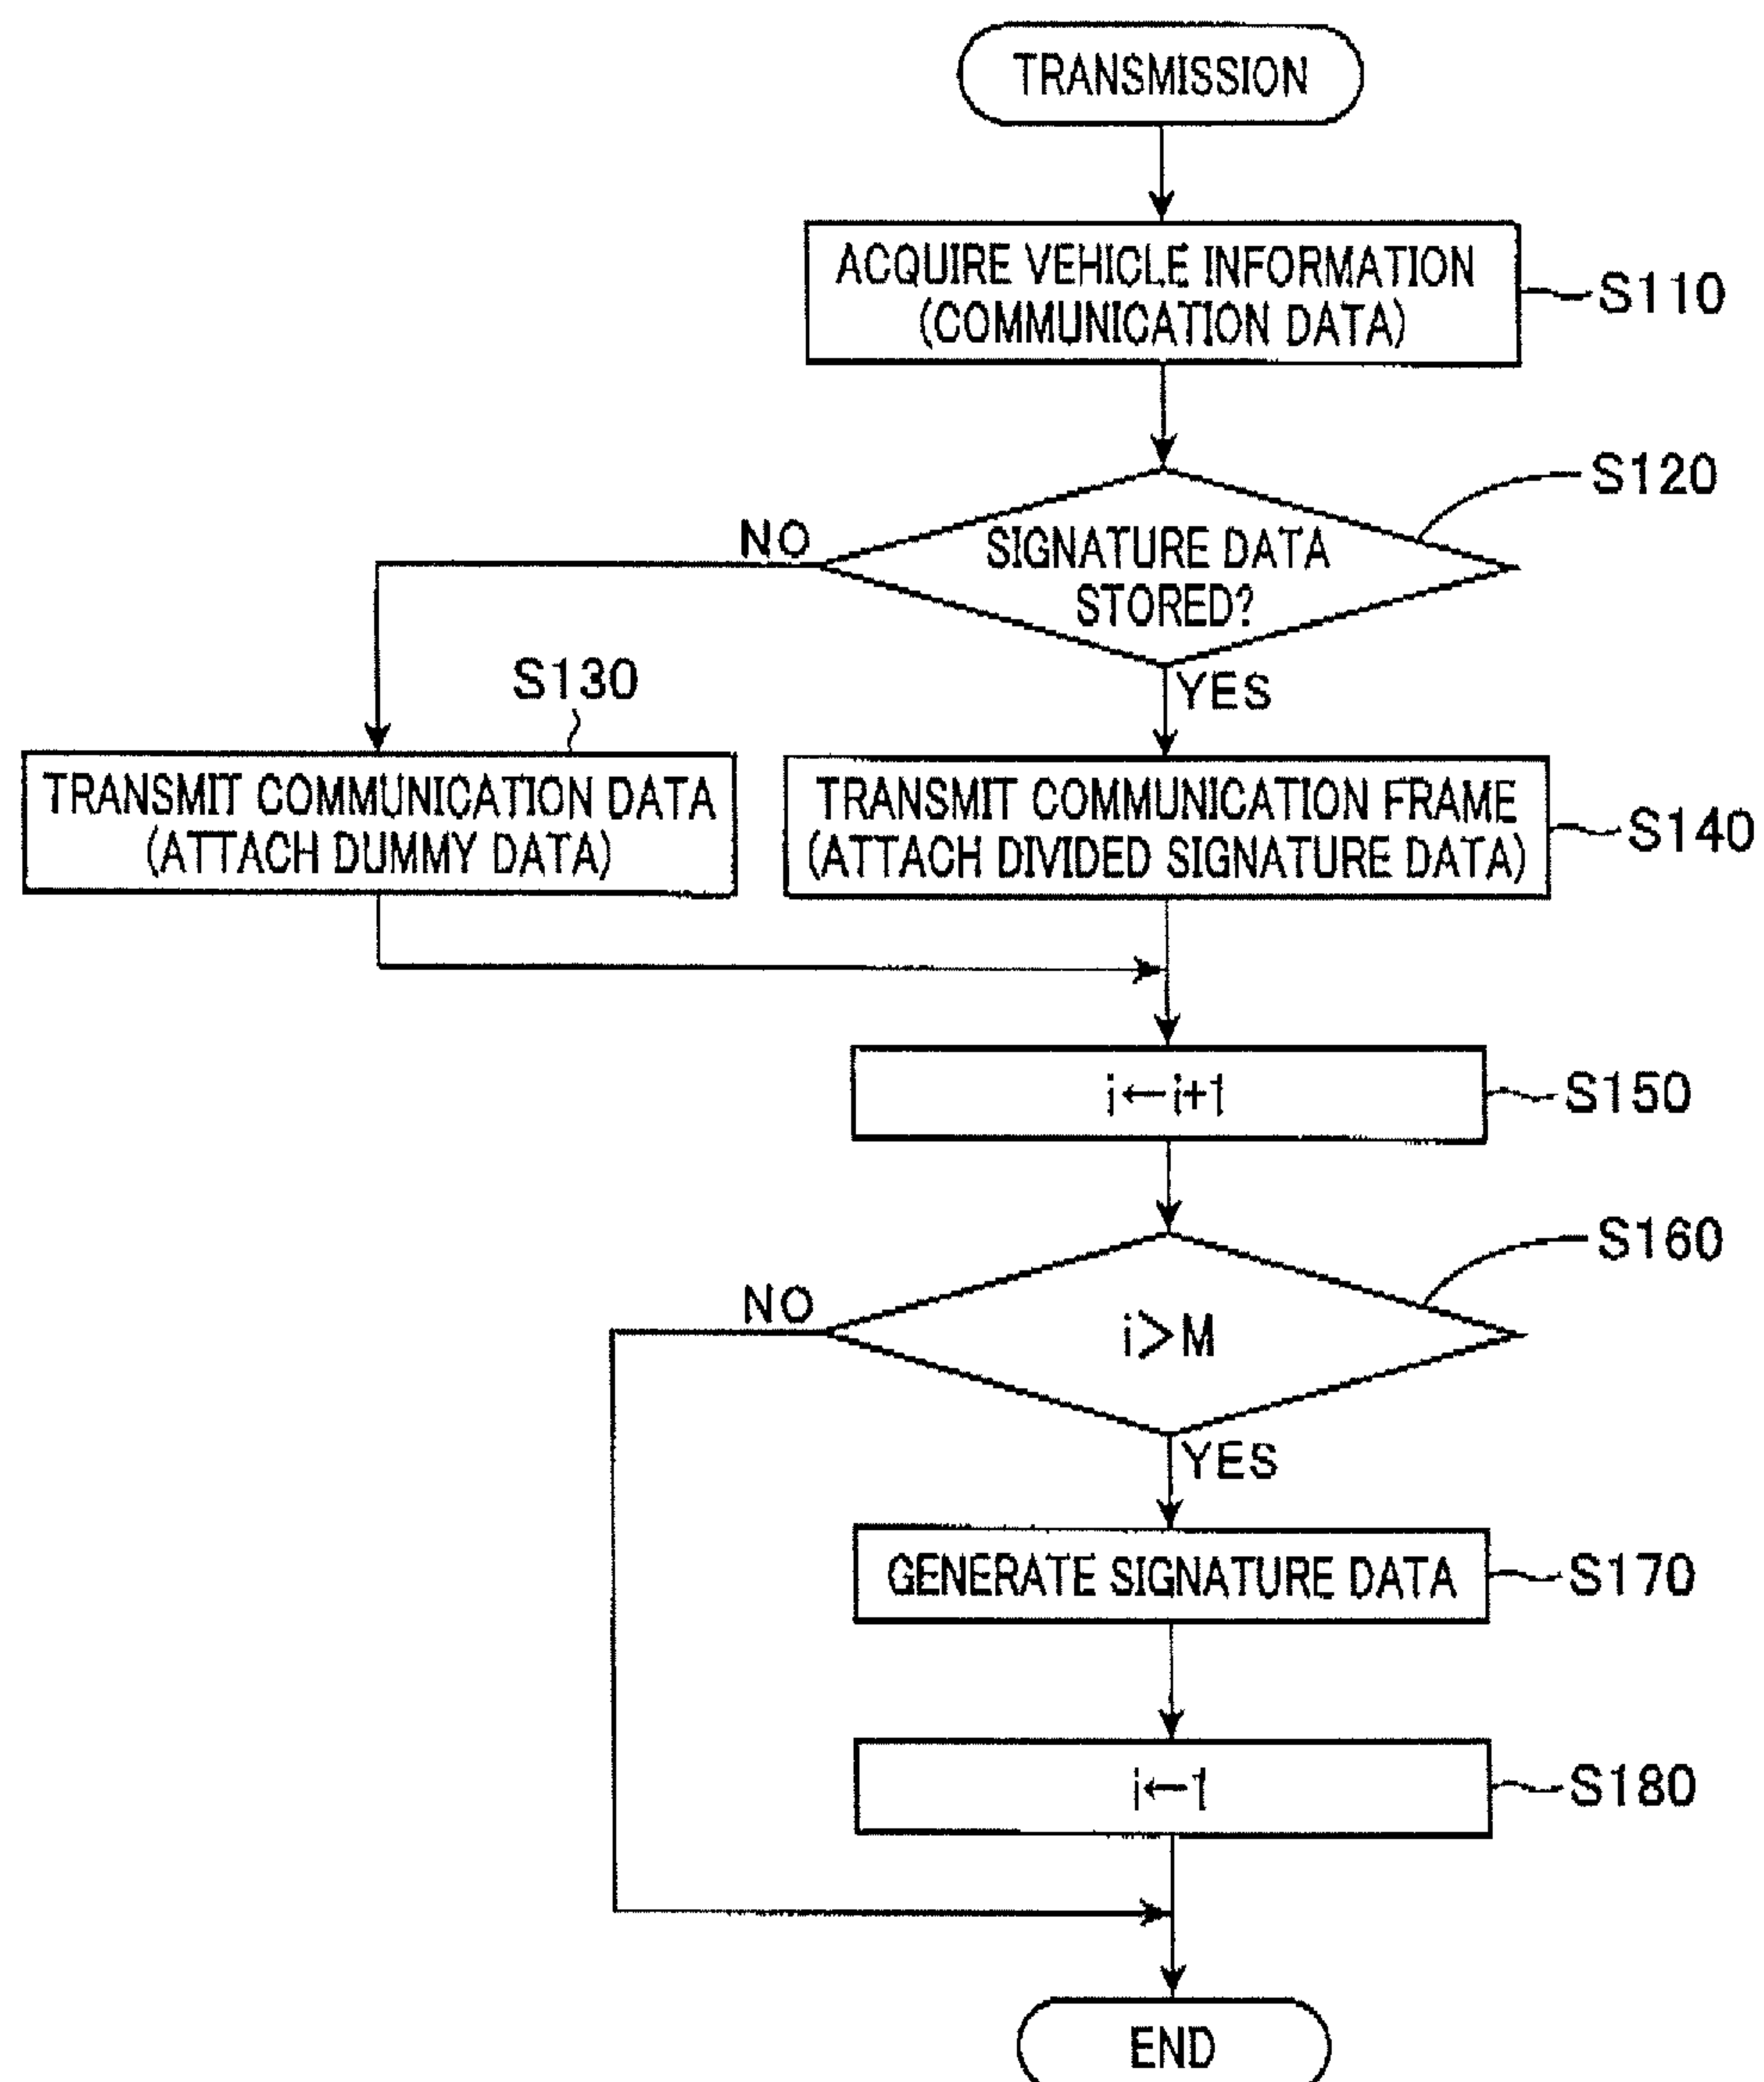 TRANSMISSION
ACQUIRE VEHICLE INFORMATION
(COMMUNICATION DATA)
S110
S120
NO
SIGNATURE DATA
STORED?
YES
S130
TRANSMIT COMMUNICATION DATA
(ATTACH DUMMY DATA)
TRANSMIT COMMUNICATION FRAME
(ATTACH DIVIDED SIGNATURE DATA)
S140
i←i+1
S150
S160
NO
i>M
YES
GENERATE SIGNATURE DATA
S170
i←1
S180
END